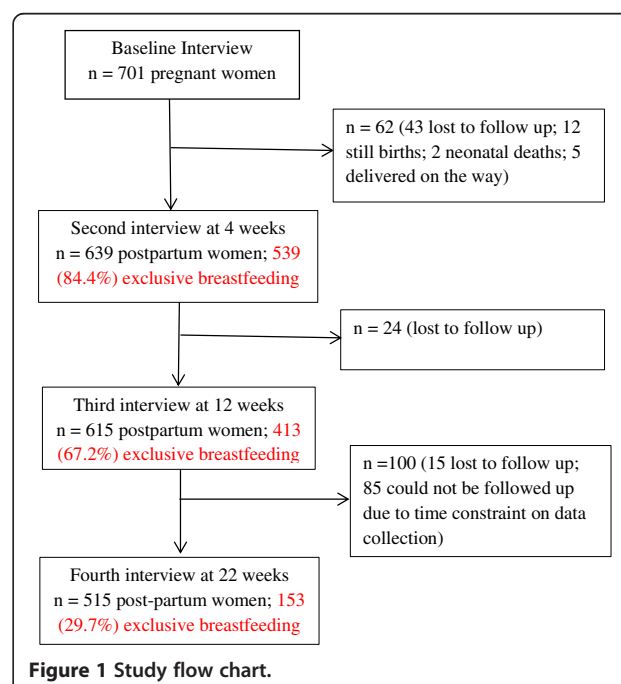 Baseline Interview
n = 701 pregnant women
n = 62 (43 lost to follow up; 12
still births; 2 neonatal deaths; 5
delivered on the way)
Second interview at 4 weeks
n = 639 postpartum women; 539
(84.4%) exclusive breastfeeding
n = 24 (lost to follow up)
Third interview at 12 weeks
n = 615 postpartum women; 413
(67.2%) exclusive breastfeeding
n =100 (15 lost to follow up;
85 could not be followed up
due to time constraint on data
collection)
Fourth interview at 22 weeks
n = 515 post-partum women; 153
(29.7%) exclusive breastfeeding
Figure 1 Study flow chart.